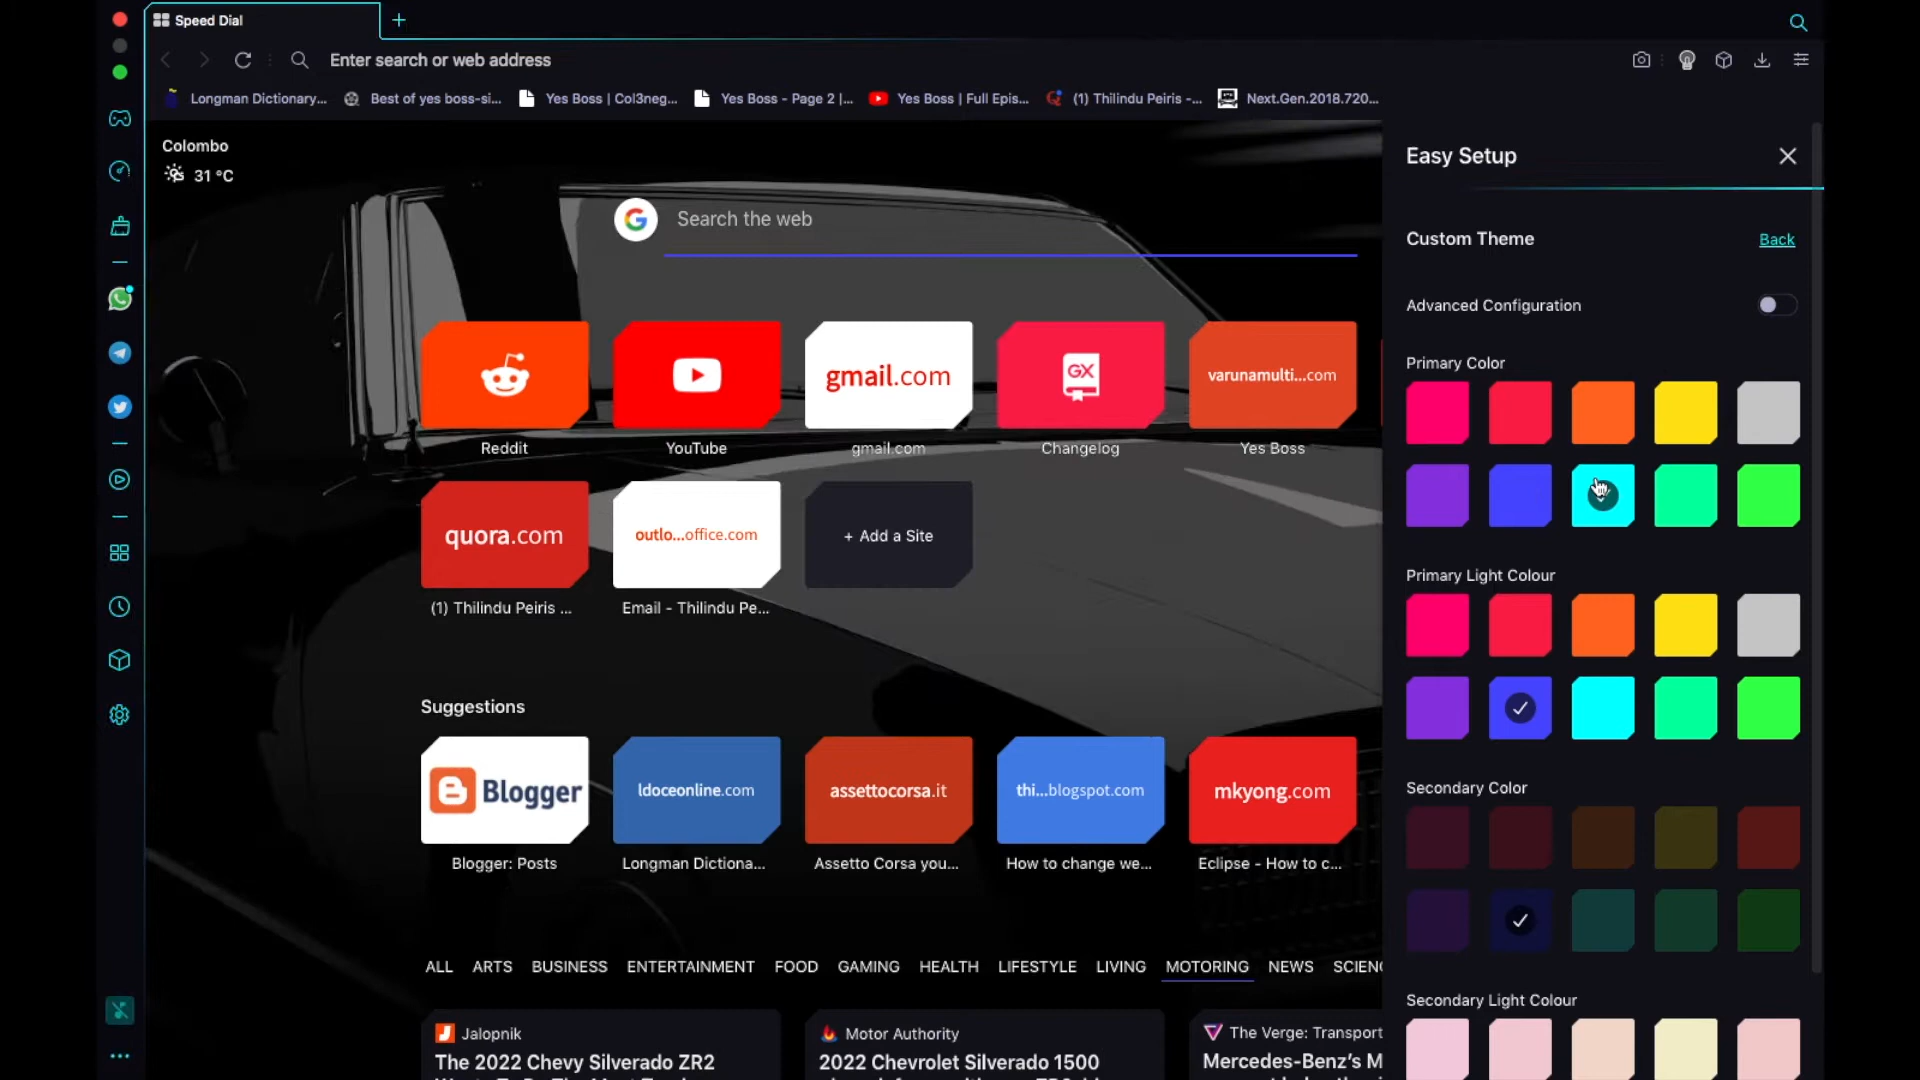 Speed Dial
Enter search or web address
Longman Dictionary... Best of yes boss-si... Yes Boss | Col3neg... Yes Boss - Page 2 |... Yes Boss | Full Epis... (1) Thilindu Peiris -... Next.Gen.2018.720...
Colombo
31 °C
Search the web
gmail.com GX varunamulti...com
Reddit YouTube gmail.com Changelog Yes Boss
quora.com outlo...office.com + Add a Site
(1) Thilindu Peiris ... Email - Thilindu Pe...
Suggestions
Blogger ldoceonline.com assettocorsa.it thi...blogspot.com mkyong.com
Blogger: Posts Longman Dictiona... Assetto Corsa you... How to change we... Eclipse - How to c...
ALL ARTS BUSINESS ENTERTAINMENT FOOD GAMING HEALTH LIFESTYLE LIVING MOTORING NEWS SCIENC
Jalopnik Motor Authority The Verge: Transport
The 2022 Chevy Silverado ZR2 2022 Chevrolet Silverado 1500 Mercedes-Benz's M
Easy Setup
Custom Theme Back
Advanced Configuration
Primary Color
Primary Light Colour
Secondary Color
Secondary Light Colour